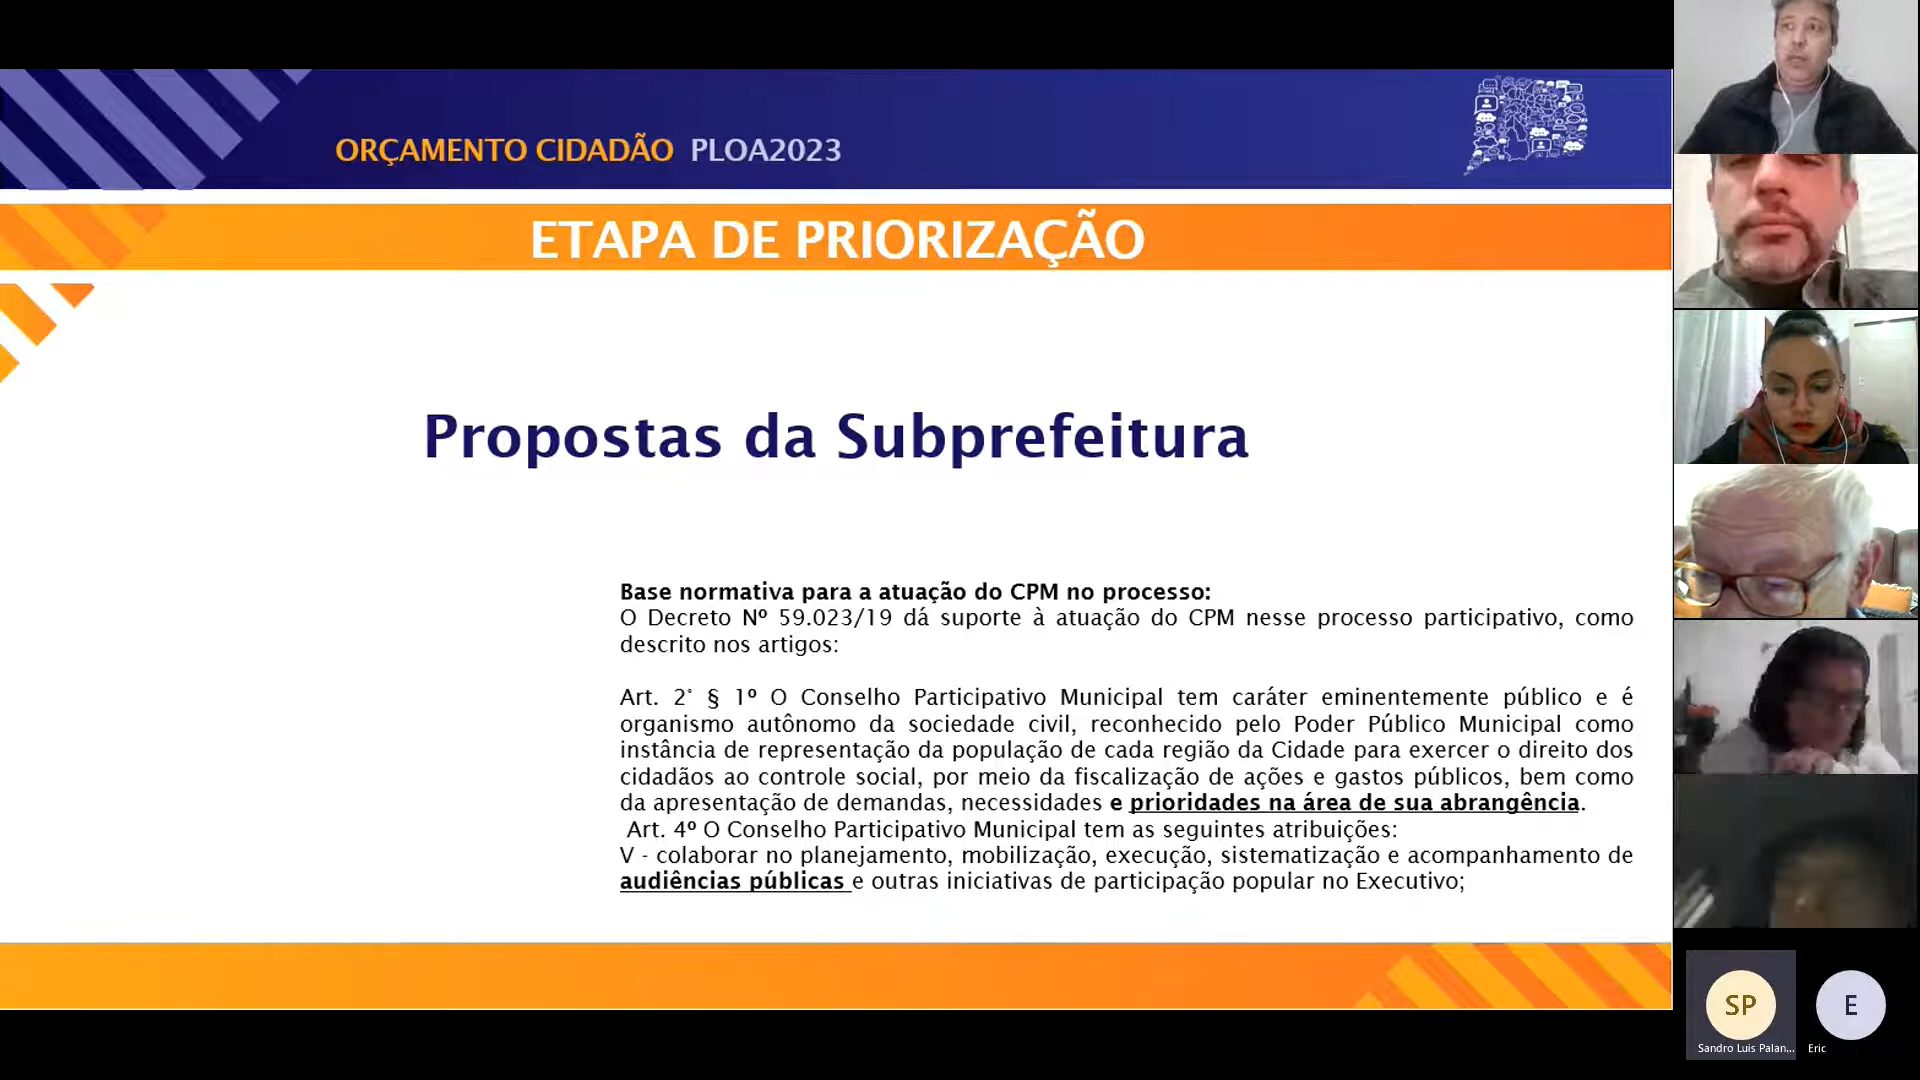 ORÇAMENTO CIDADÃO PLOA2023
ETAPA DE PRIORIZAÇÃO
Propostas da Subprefeitura
Base normativa para a atuação do CPM no processo:
O Decreto Nº 59.023/19 dá suporte à atuação do CPM nesse processo participativo, como
descrito nos artigos:
Art. 2° § 1º O Conselho Participativo Municipal tem caráter eminentemente público e é
organismo autônomo da sociedade civil, reconhecido pelo Poder Público Municipal como
instância de representação da população de cada região da Cidade para exercer o direito dos
cidadãos ao controle social, por meio da fiscalização de ações e gastos públicos, bem como
da apresentação de demandas, necessidades e prioridades na área de sua abrangência.
Art. 4º O Conselho Participativo Municipal tem as seguintes atribuições:
V - colaborar no planejamento, mobilização, execução, sistematização e acompanhamento de
audiências públicas e outras iniciativas de participação popular no Executivo;
SP
E
Sandro Luis Palan...
Eric